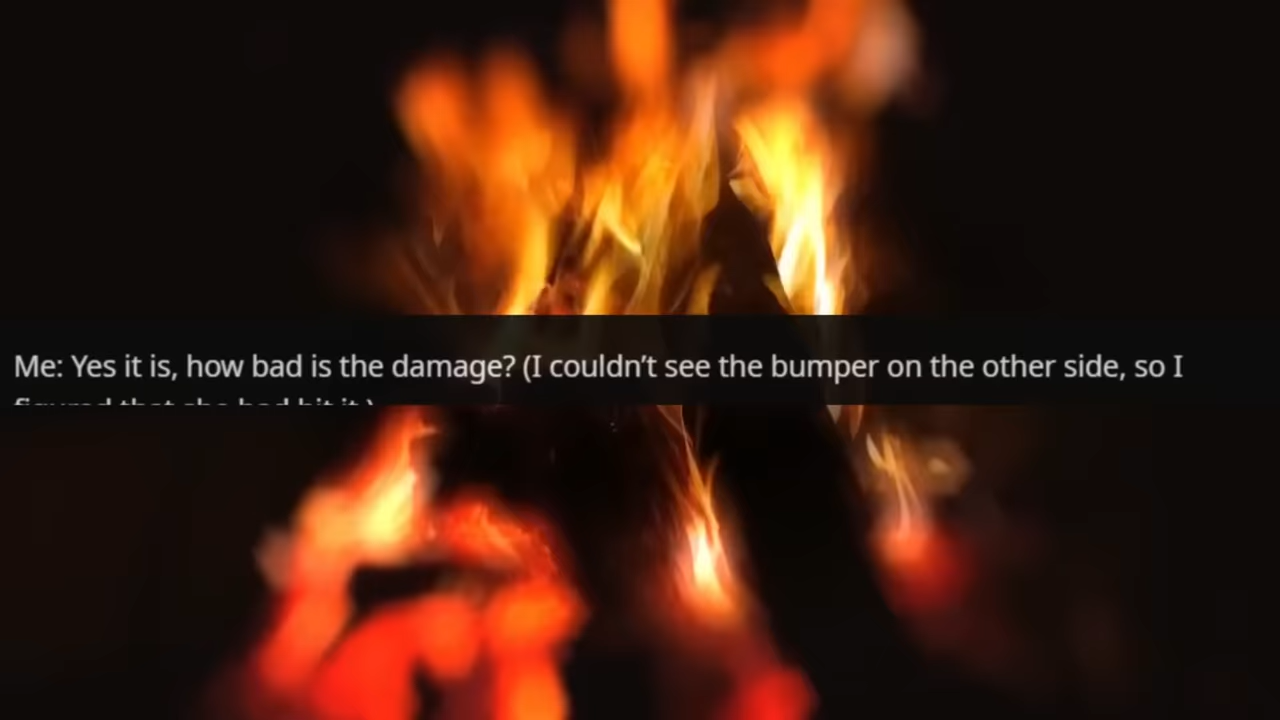 Me: Yes it is, how bad is the damage? (I couldn’t see the bumper on the other side, so I